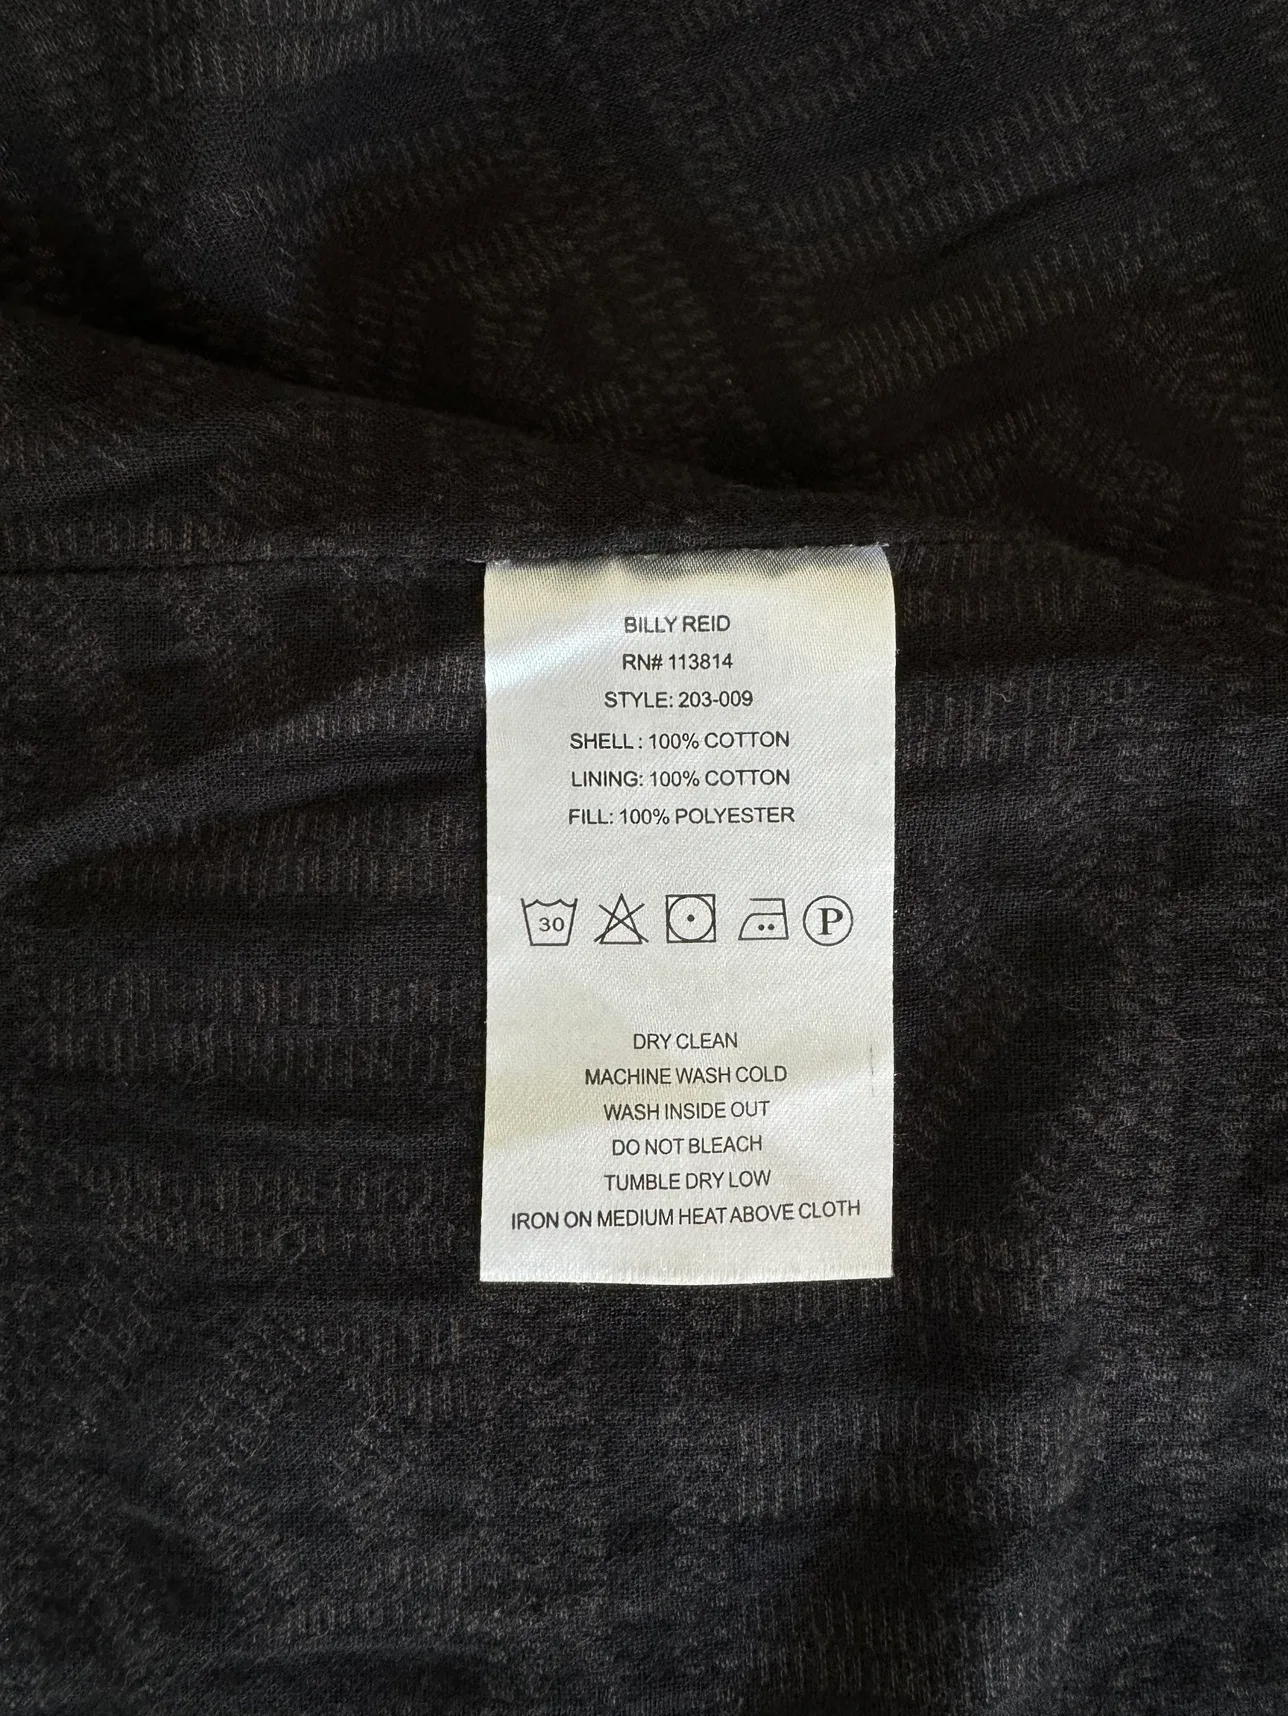 BILLY REID
RN# 113814
STYLE: 203-009
SHELL : 100% COTTON
LINING: 100% COTTON
FILL: 100% POLYESTER
30 P
DRY CLEAN
MACHINE WASH COLD
WASH INSIDE OUT
DO NOT BLEACH
TUMBLE DRY LOW
IRON ON MEDIUM HEAT ABOVE CLOTH